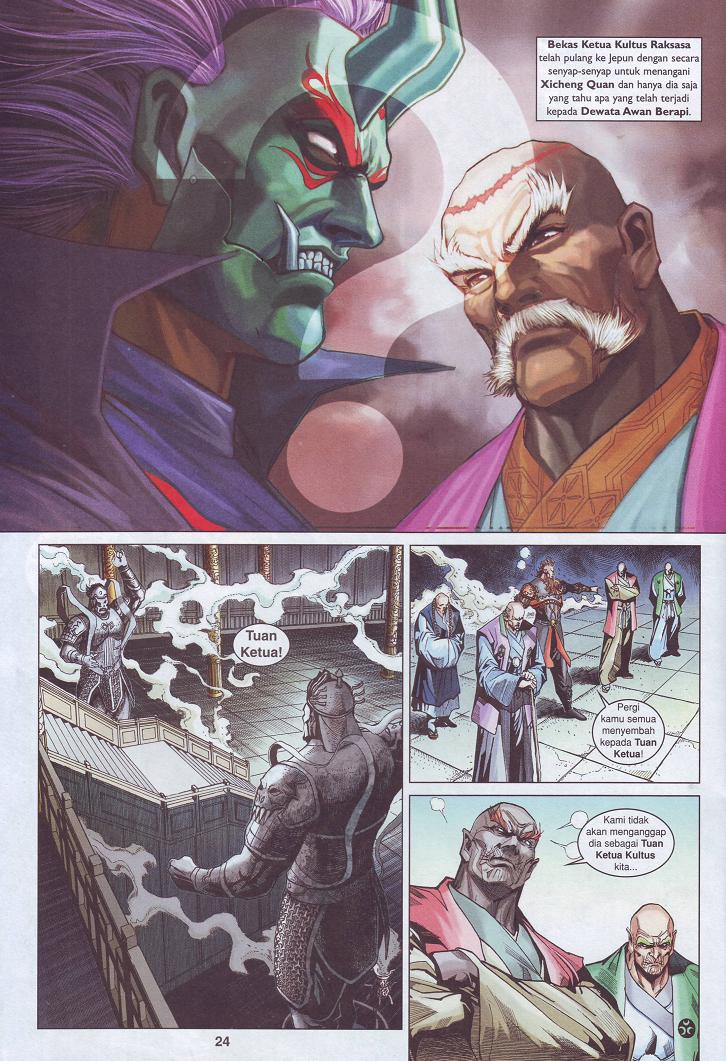 Bekas Ketua Kultus Raksasa
telah pulang ke Jepun dengan secara
senyap-senyap untuk menangani
Xicheng Quan dan hanya dia saja
yang tahu apa yang telah terjadi
kepada Dewata Awan Berapi.
Tuan
Ketua!
Pergi
kamu semua
menyembah
kepada Tuan
Ketua!
Kami tidak
akan menganggap
dia sebagai Tuan
Ketua Kultus
kita...
24